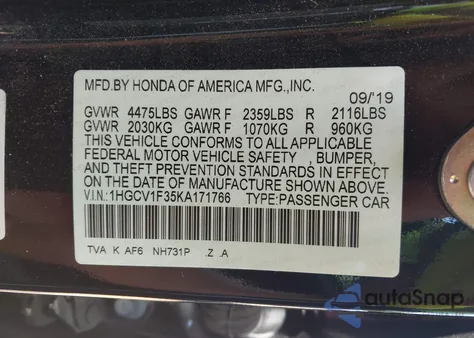 MFD.BY HONDA OF AMERICA MFG.,INC.
09/'19
GVWR 4475LBS GAWR F 2359LBS R 2116LBS
GVWR 2030KG GAWR F 1070KG R 960KG
THIS VEHICLE CONFORMS TO ALL APPLICABLE
FEDERAL MOTOR VEHICLE SAFETY , BUMPER,
AND THEFT PREVENTION STANDARDS IN EFFECT
ON THE DATE OF MANUFACTURE SHOWN ABOVE.
V.I.N.: 1HGCV1F35KA171766 TYPE:PASSENGER CAR
TVA K AF6 NH731P .Z .A
autoSnap